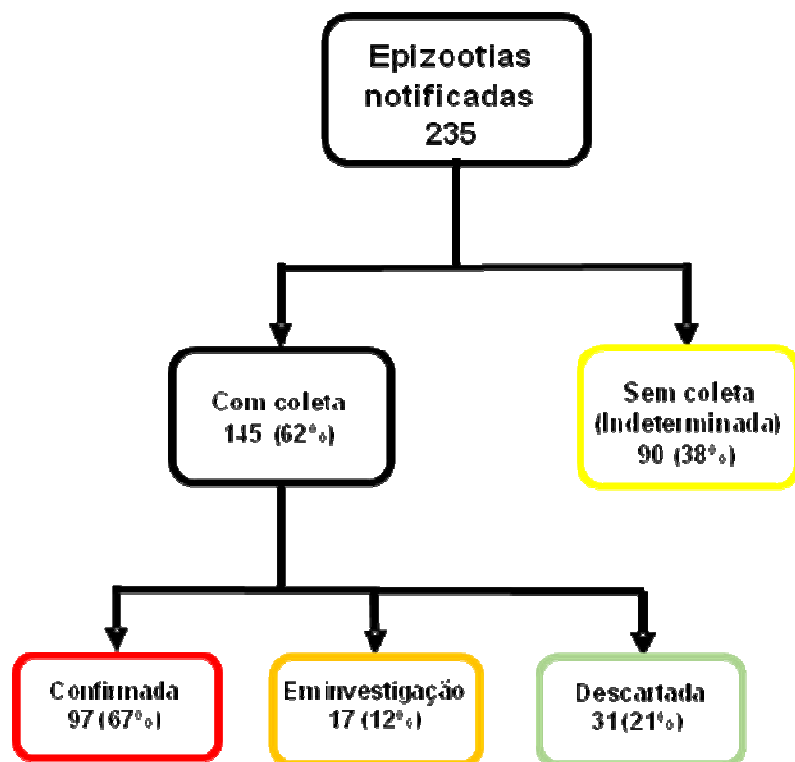 Epizootias
notificadas
235
Com coleta
145 (62%)
Sem coleta
(Indeterminada)
90 (38%)
Confirmada
97 (67%)
Em investigação
17 (12%)
Descartada
31(21%)